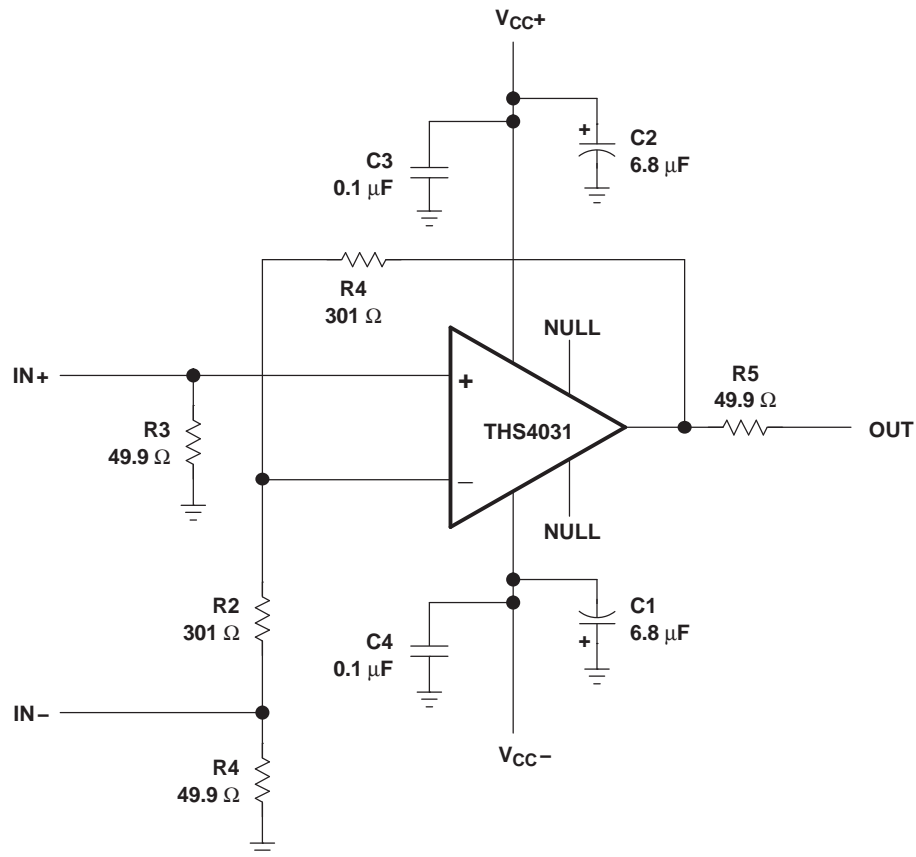 VCC+
C2
6.8 μF
+
C3
0.1 μF
R4
301 Ω
NULL
IN+
+
R5
49.9 Ω
R3
49.9 Ω
THS4031
OUT
–
NULL
R2
301 Ω
C1
6.8 μF
+
C4
0.1 μF
IN–
VCC–
R4
49.9 Ω